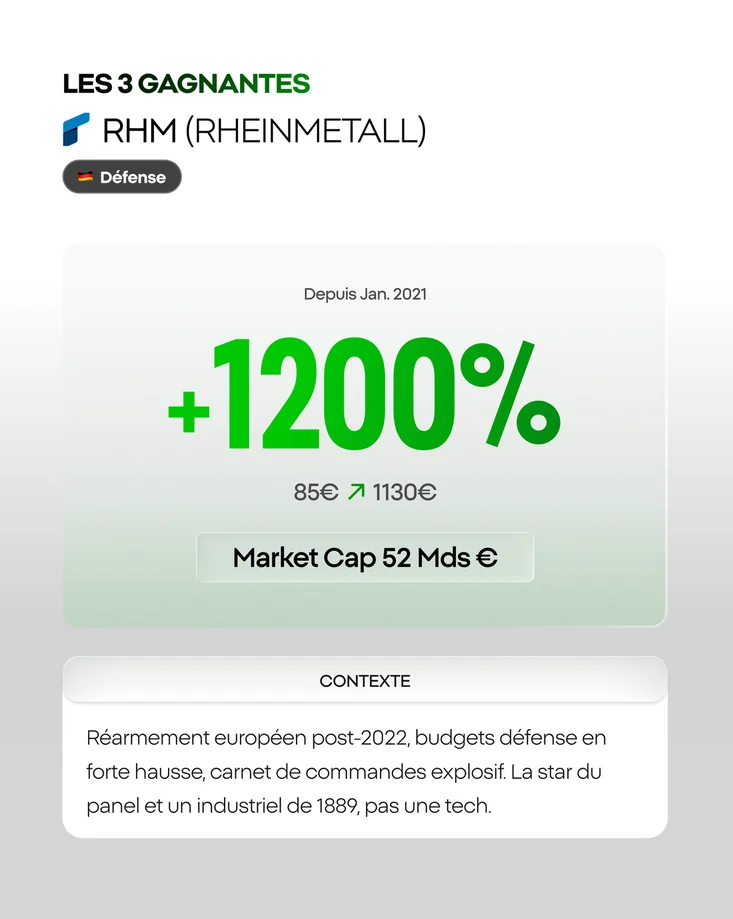 LES 3 GAGNANTES
RHM (RHEINMETALL)
Défense
Depuis Jan. 2021
+1200%
85€ ↗ 1130€
Market Cap 52 Mds €
CONTEXTE
Réarmement européen post-2022, budgets défense en
forte hausse, carnet de commandes explosif. La star du
panel et un industriel de 1889, pas une tech.